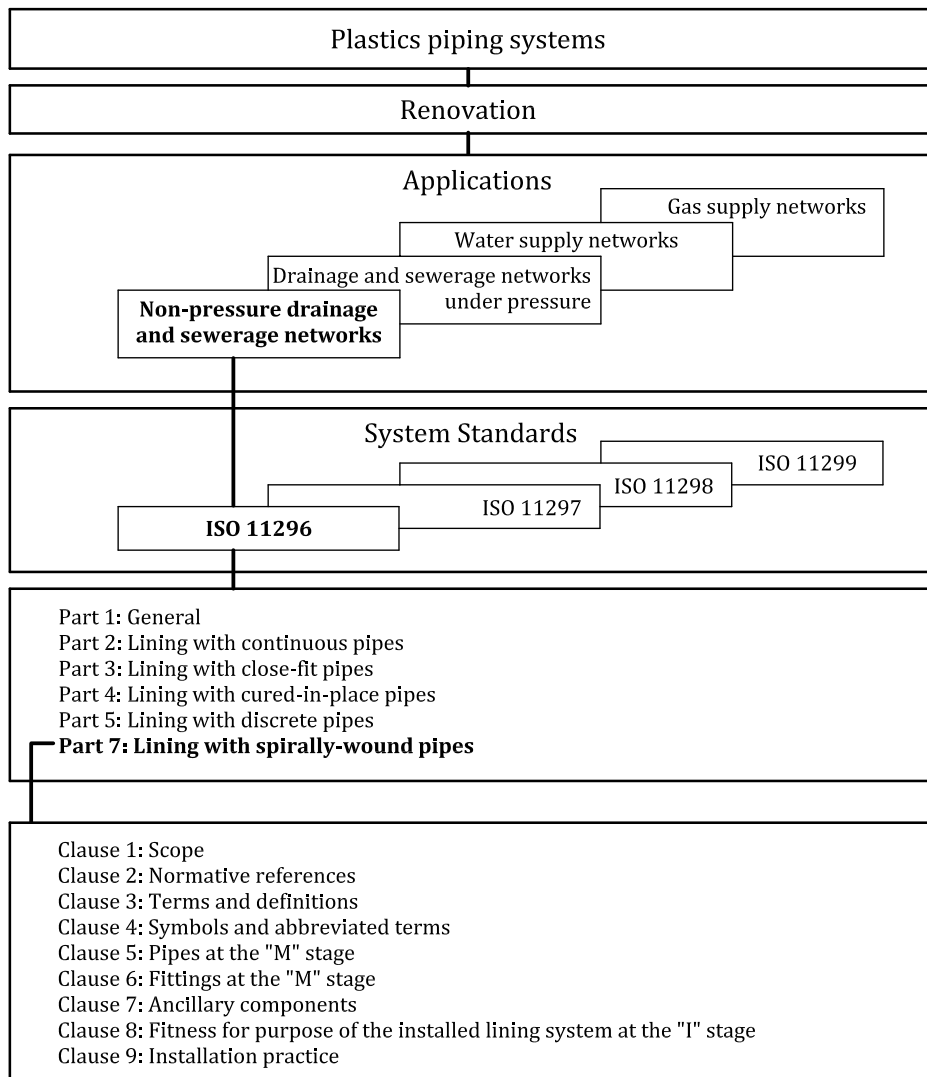 Plastics piping systems
Renovation
Applications
Gas supply networks
Water supply networks
Drainage and sewerage networks
under pressure
Non-pressure drainage
and sewerage networks
System Standards
ISO 11299
ISO 11298
ISO 11297
ISO 11296
Part 1: General
Part 2: Lining with continuous pipes
Part 3: Lining with close-fit pipes
Part 4: Lining with cured-in-place pipes
Part 5: Lining with discrete pipes
Part 7: Lining with spirally-wound pipes
Clause 1: Scope
Clause 2: Normative references
Clause 3: Terms and definitions
Clause 4: Symbols and abbreviated terms
Clause 5: Pipes at the "M" stage
Clause 6: Fittings at the "M" stage
Clause 7: Ancillary components
Clause 8: Fitness for purpose of the installed lining system at the "I" stage
Clause 9: Installation practice